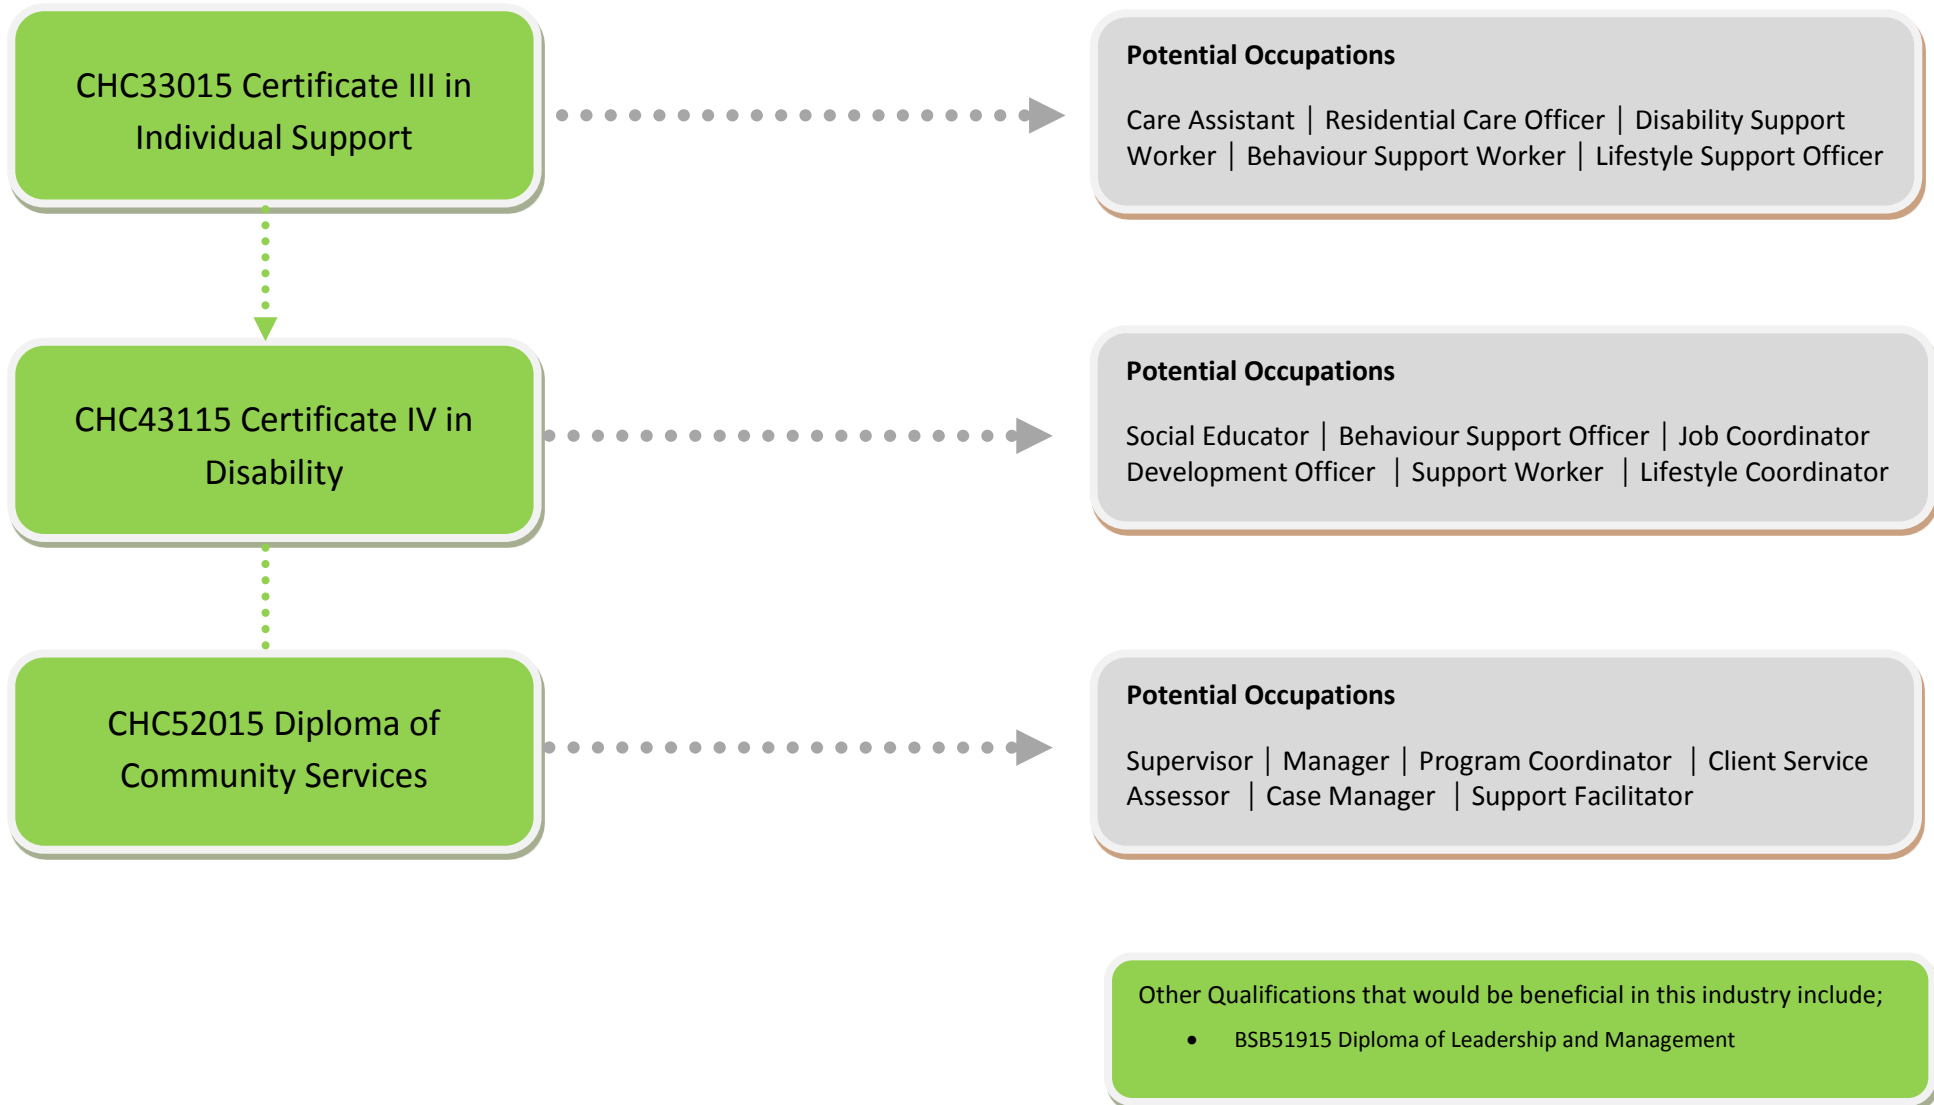 CHC33015 Certificate III in
Individual Support
Potential Occupations
Care Assistant | Residential Care Officer | Disability Support
Worker | Behaviour Support Worker | Lifestyle Support Officer
CHC43115 Certificate IV in
Disability
Potential Occupations
Social Educator | Behaviour Support Officer | Job Coordinator
Development Officer | Support Worker | Lifestyle Coordinator
CHC52015 Diploma of
Community Services
Potential Occupations
Supervisor | Manager | Program Coordinator | Client Service
Assessor | Case Manager | Support Facilitator
Other Qualifications that would be beneficial in this industry include;
• BSB51915 Diploma of Leadership and Management